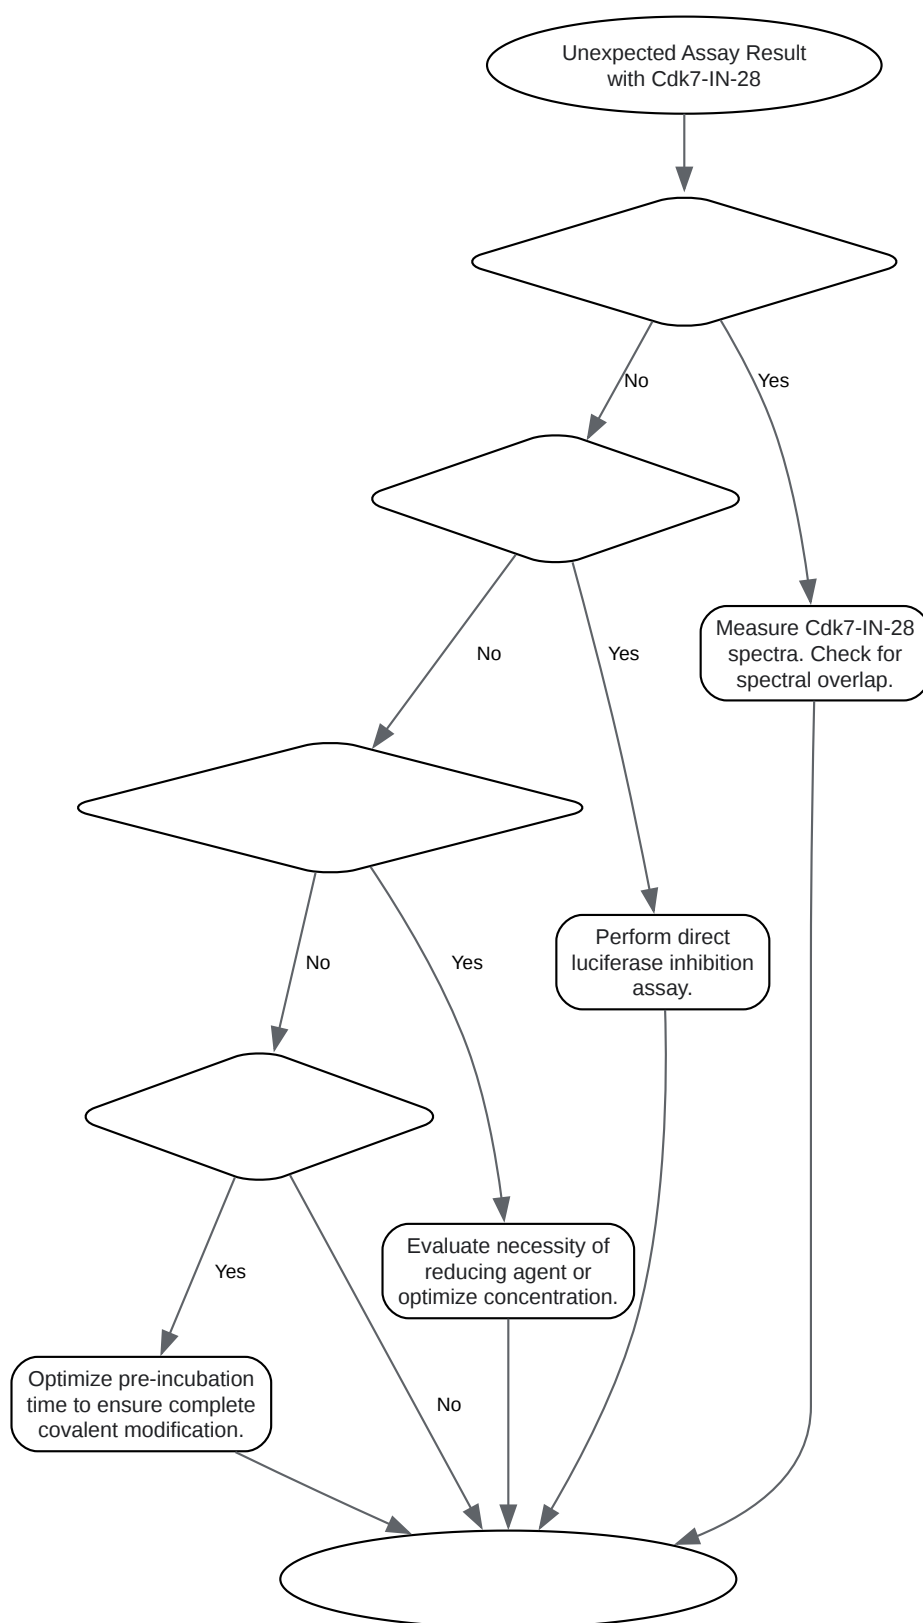 Unexpected Assay Result
with Cdk7-IN-28
No
Yes
Measure Cdk7-IN-28
spectra. Check for
spectral overlap.
No
Yes
Perform direct
luciferase inhibition
assay.
No
Yes
Evaluate necessity of
reducing agent or
optimize concentration.
Yes
Optimize pre-incubation
time to ensure complete
covalent modification.
No